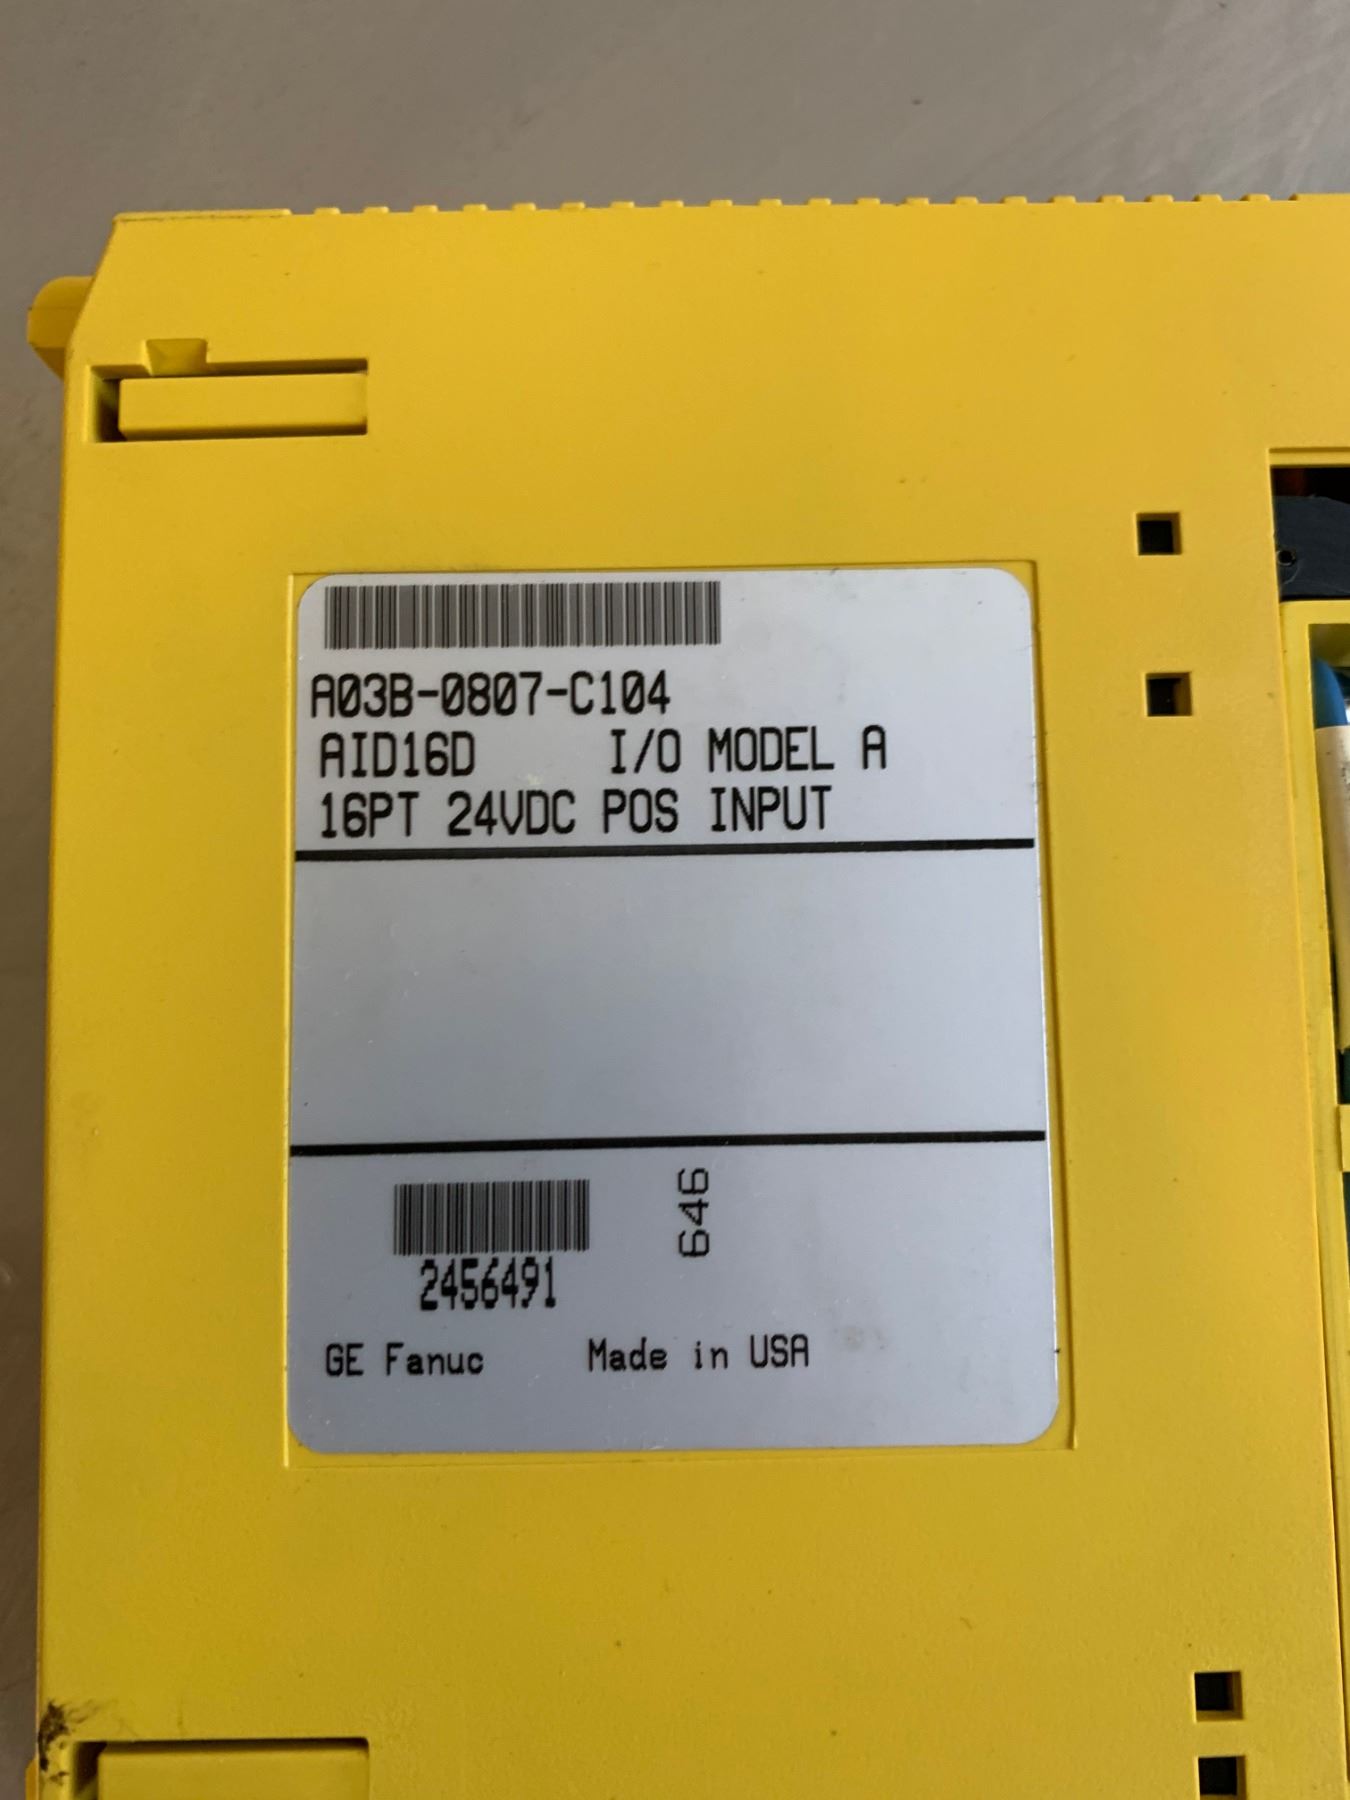 A03B-0807-C104
AID16D I/O MODEL A
16PT 24VDC POS INPUT
646
2456491
GE Fanuc Made in USA